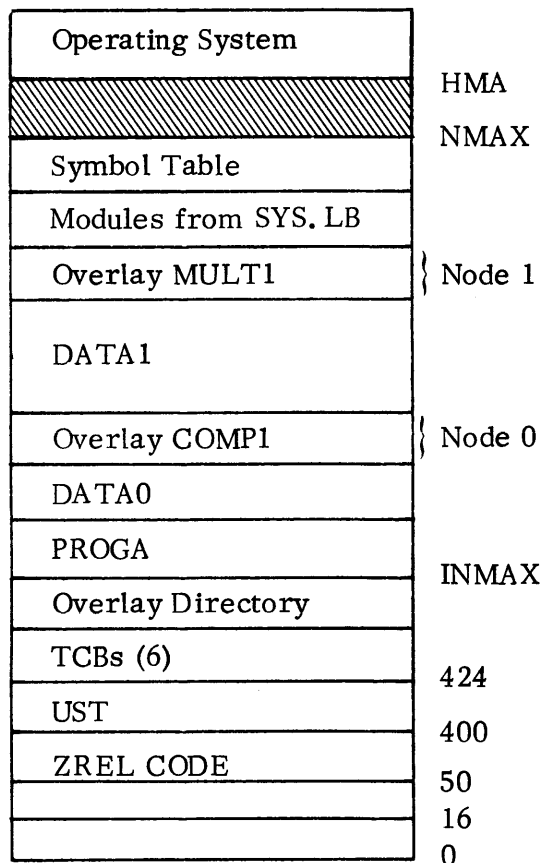 Operating System
HMA
NMAX
Symbol Table
Modules from SYS. LB
Overlay MULT1 } Node 1
DATA1
Overlay COMP1 } Node 0
DATA0
PROGA
INMAX
Overlay Directory
TCBs (6)
424
UST
400
ZREL CODE
50
16
0